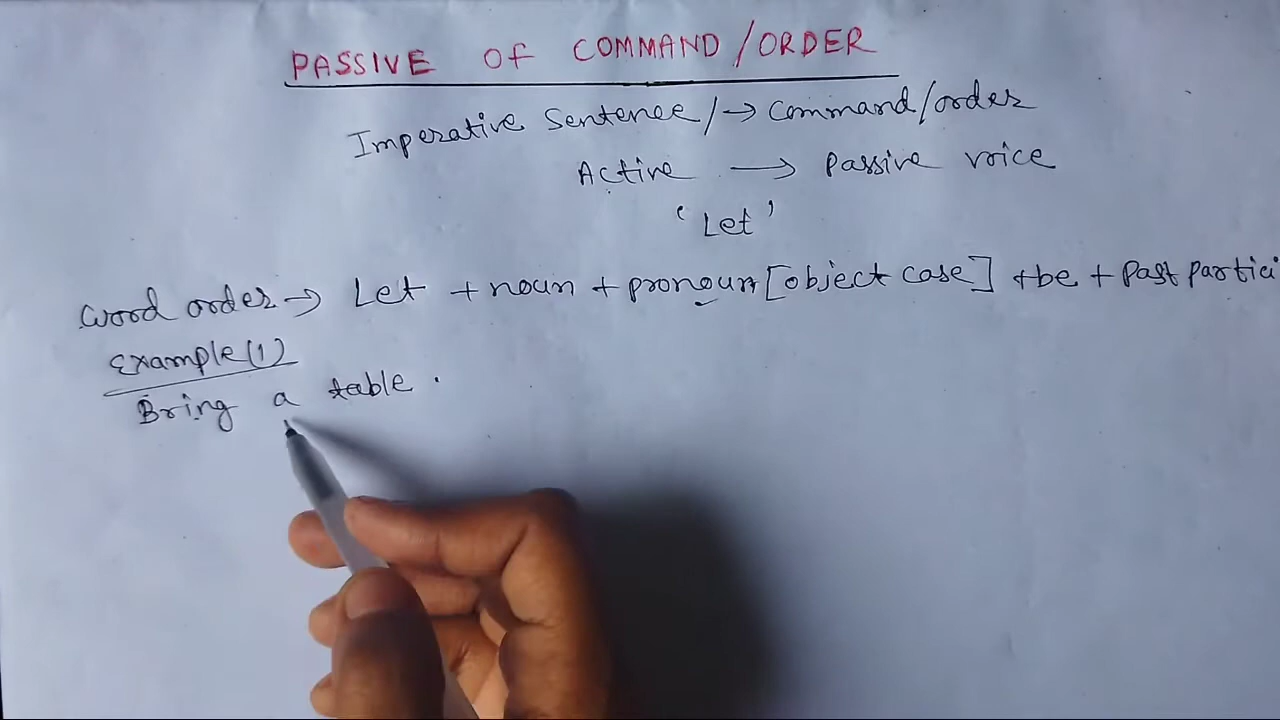 PASSIVE Of COMMAND/ORDER
Imperative Sentence/→ Command/order
Active → Passive voice
'Let'
Word order → Let + noun + pronoun [object case] + be + Past partici
Example(1)
Bring a table.